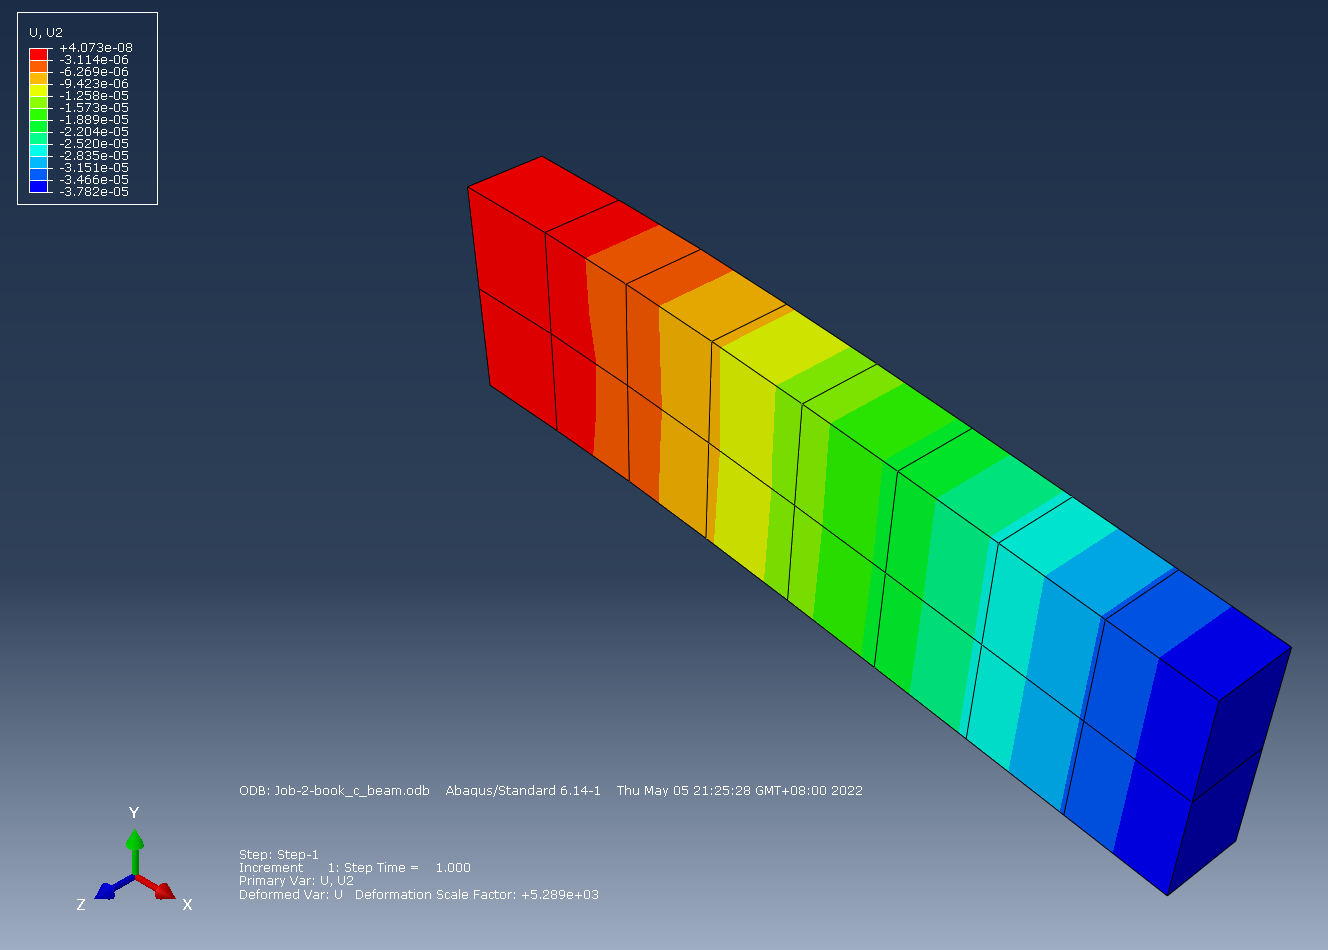 U, U2
+4.073e-08
-3.114e-06
-6.269e-06
-9.423e-06
-1.258e-05
-1.573e-05
-1.889e-05
-2.204e-05
-2.520e-05
-2.835e-05
-3.151e-05
-3.466e-05
-3.782e-05
ODB: Job-2-book_c_beam.odb    Abaqus/Standard 6.14-1    Thu May 05 21:25:28 GMT+08:00 2022
Y
Z
X
Step: Step-1
Increment      1: Step Time =    1.000
Primary Var: U, U2
Deformed Var: U   Deformation Scale Factor: +5.289e+03